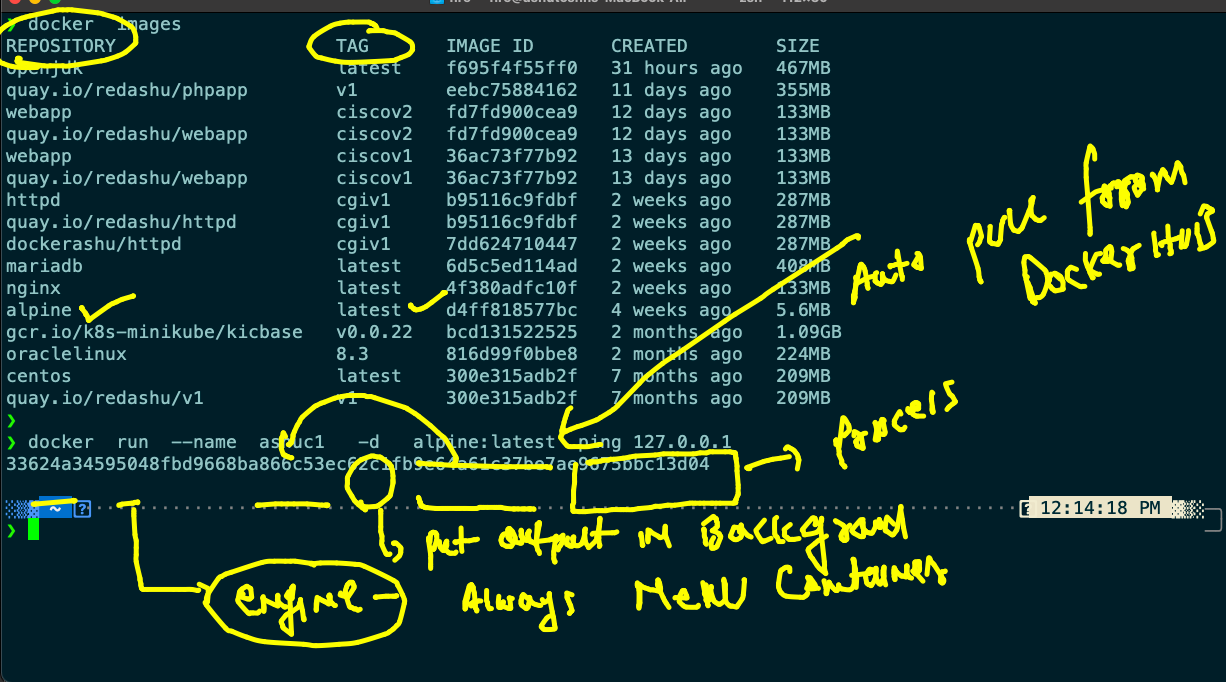 ❯ docker images
REPOSITORY TAG IMAGE ID CREATED SIZE
openjdk latest f695f4f55ff0 31 hours ago 467MB
quay.io/redashu/phpapp v1 eebc75884162 11 days ago 355MB
webapp ciscov2 fd7fd900cea9 12 days ago 133MB
quay.io/redashu/webapp ciscov2 fd7fd900cea9 12 days ago 133MB
webapp ciscov1 36ac73f77b92 13 days ago 133MB
quay.io/redashu/webapp ciscov1 36ac73f77b92 13 days ago 133MB
httpd cgiv1 b95116c9fdbf 2 weeks ago 287MB
quay.io/redashu/httpd cgiv1 b95116c9fdbf 2 weeks ago 287MB
dockerashu/httpd cgiv1 7dd624710447 2 weeks ago 287MB
mariadb latest 6d5c5ed114ad 2 weeks ago 408MB
nginx latest 4f380adfc10f 2 weeks ago 133MB
alpine latest d4ff818577bc 4 weeks ago 5.6MB
gcr.io/k8s-minikube/kicbase v0.0.22 bcd131522525 2 months ago 1.09GB
oraclelinux 8.3 816d99f0bbe8 2 months ago 224MB
centos latest 300e315adb2f 7 months ago 209MB
quay.io/redashu/v1 v1 300e315adb2f 7 months ago 209MB
Auto pull from
DockerHub
❯
❯ docker run --name ashuc1 -d alpine:latest ping 127.0.0.1
33624a34595048fbd9668ba866c53ec62c1fb9e64a61c37be7ae9675bbc13d04
process
~ ? 12:14:18 PM
❯
Put output in Background
engine - Always New Container